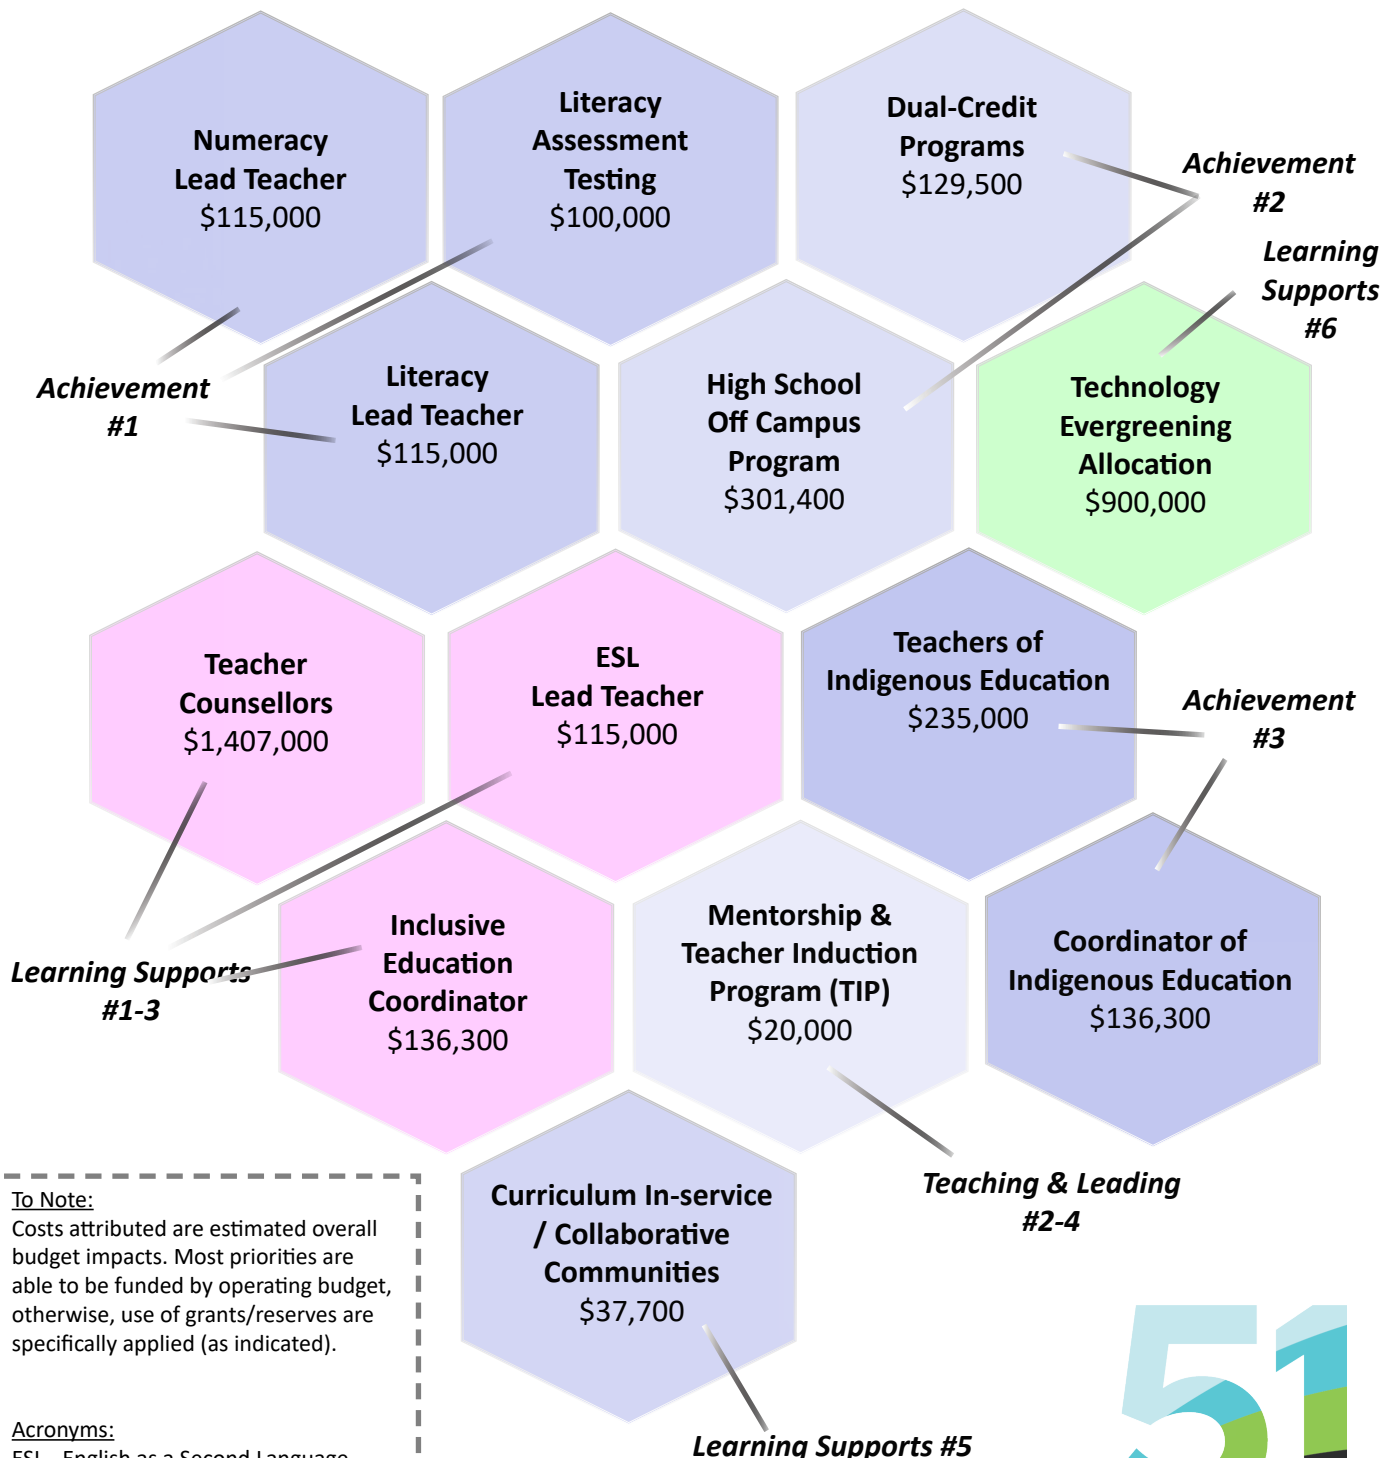 Numeracy
Lead Teacher
$115,000
Literacy
Assessment
Testing
$100,000
Dual-Credit
Programs
$129,500
Achievement
#2
Learning
Supports
#6
Achievement
#1
Literacy
Lead Teacher
$115,000
High School
Off Campus
Program
$301,400
Technology
Evergreening
Allocation
$900,000
Teacher
Counsellors
$1,407,000
ESL
Lead Teacher
$115,000
Teachers of
Indigenous Education
$235,000
Achievement
#3
Learning Supports
#1-3
Inclusive
Education
Coordinator
$136,300
Mentorship &
Teacher Induction
Program (TIP)
$20,000
Coordinator of
Indigenous Education
$136,300
Teaching & Leading
#2-4
Curriculum In-service
/ Collaborative
Communities
$37,700
Learning Supports #5
To Note:
Costs attributed are estimated overall
budget impacts. Most priorities are
able to be funded by operating budget,
otherwise, use of grants/reserves are
specifically applied (as indicated).
Acronyms:
ESL - English as a Second Language
51